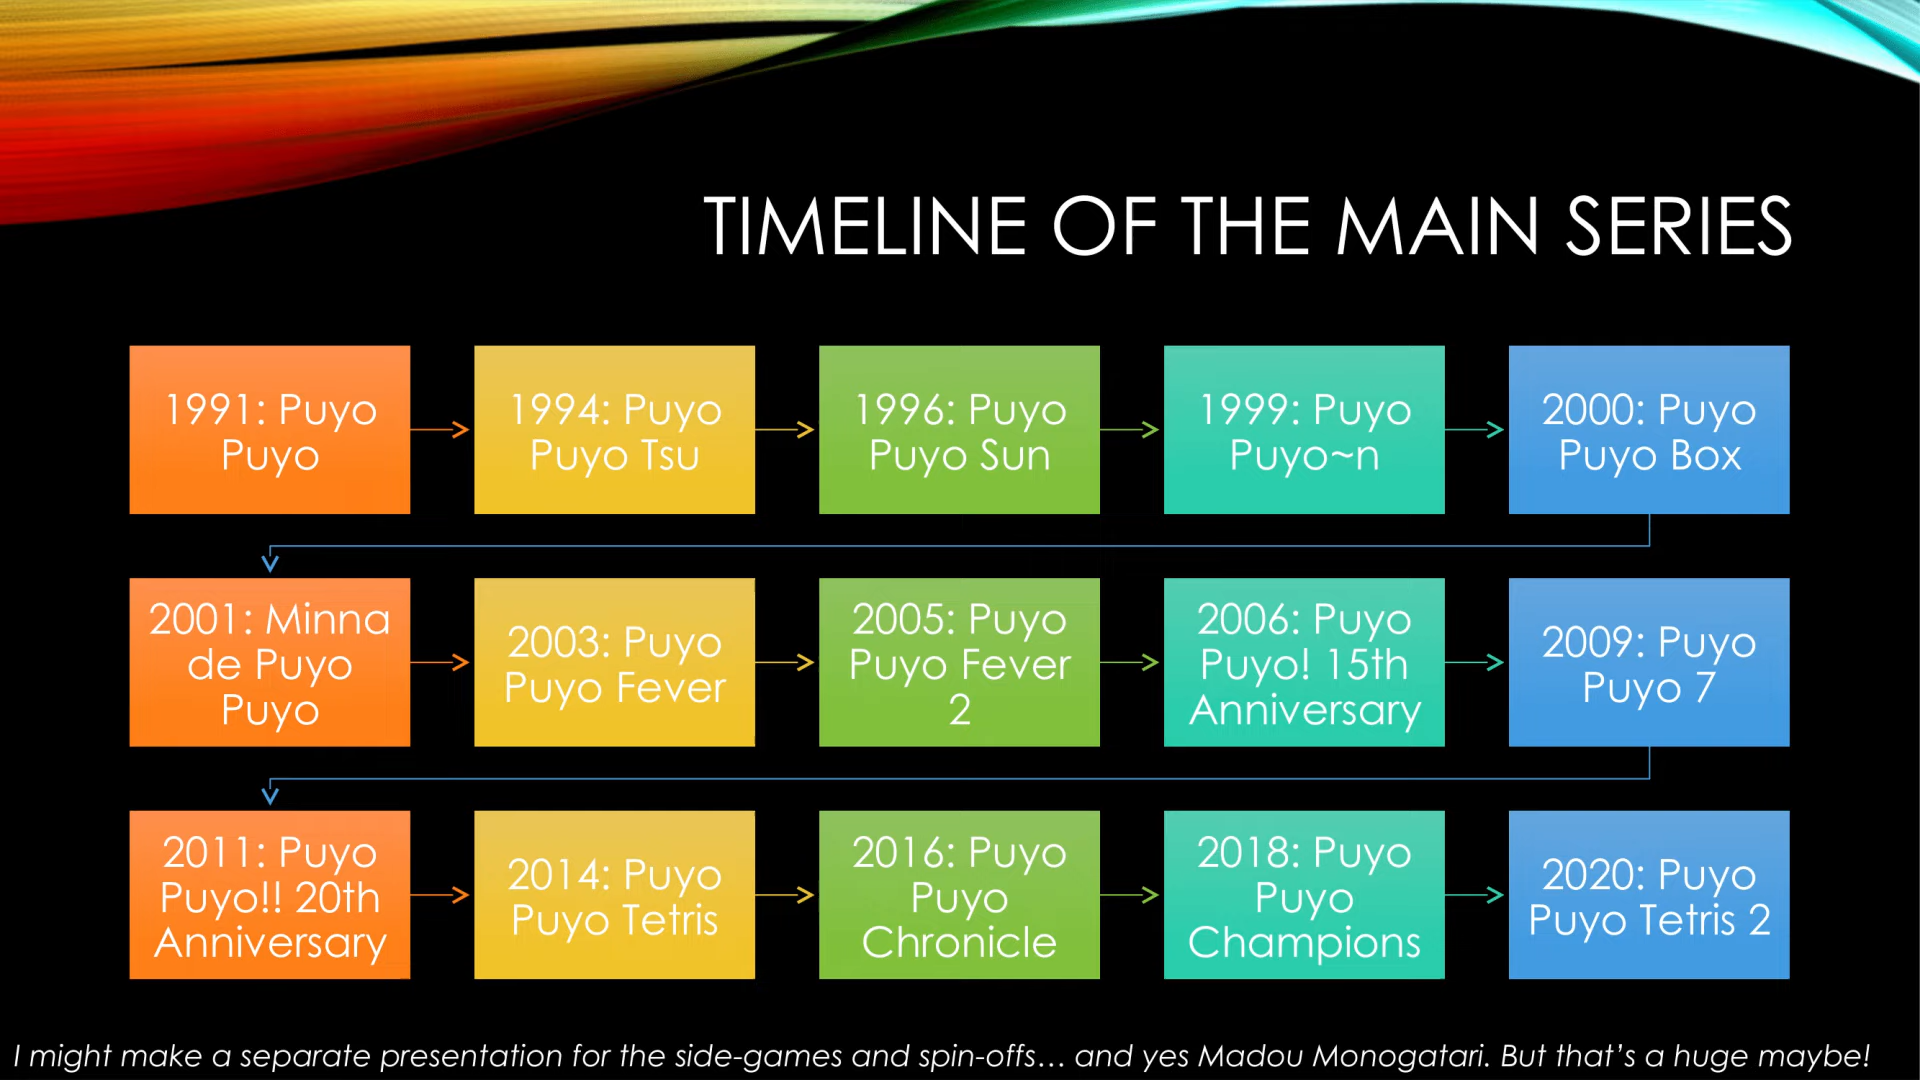 TIMELINE OF THE MAIN SERIES
1991: Puyo
Puyo
1994: Puyo
Puyo Tsu
1996: Puyo
Puyo Sun
1999: Puyo
Puyo~n
2000: Puyo
Puyo Box
2001: Minna
de Puyo
Puyo
2003: Puyo
Puyo Fever
2005: Puyo
Puyo Fever
2
2006: Puyo
Puyo! 15th
Anniversary
2009: Puyo
Puyo 7
2011: Puyo
Puyo!! 20th
Anniversary
2014: Puyo
Puyo Tetris
2016: Puyo
Puyo
Chronicle
2018: Puyo
Puyo
Champions
2020: Puyo
Puyo Tetris 2
I might make a separate presentation for the side-games and spin-offs… and yes Madou Monogatari. But that’s a huge maybe!